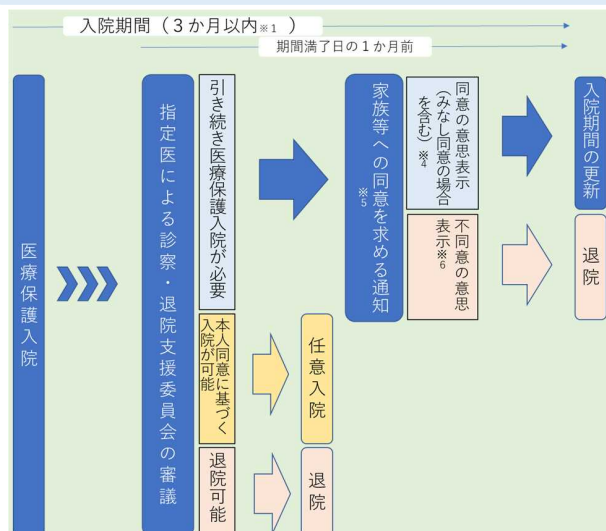 入院期間（３か月以内※1）
期間満了日の１か月前
医療保護入院
指定医による診察・退院支援委員会の審議
引き続き医療保護入院が必要
本人同意に基づく
入院が可能
退院可能
任意入院
退院
家族等への同意を求める通知
※5
同意の意思表示
（みなし同意の場合
を含む）※4
不同意の意思
表示※6
入院期間の更新
退院